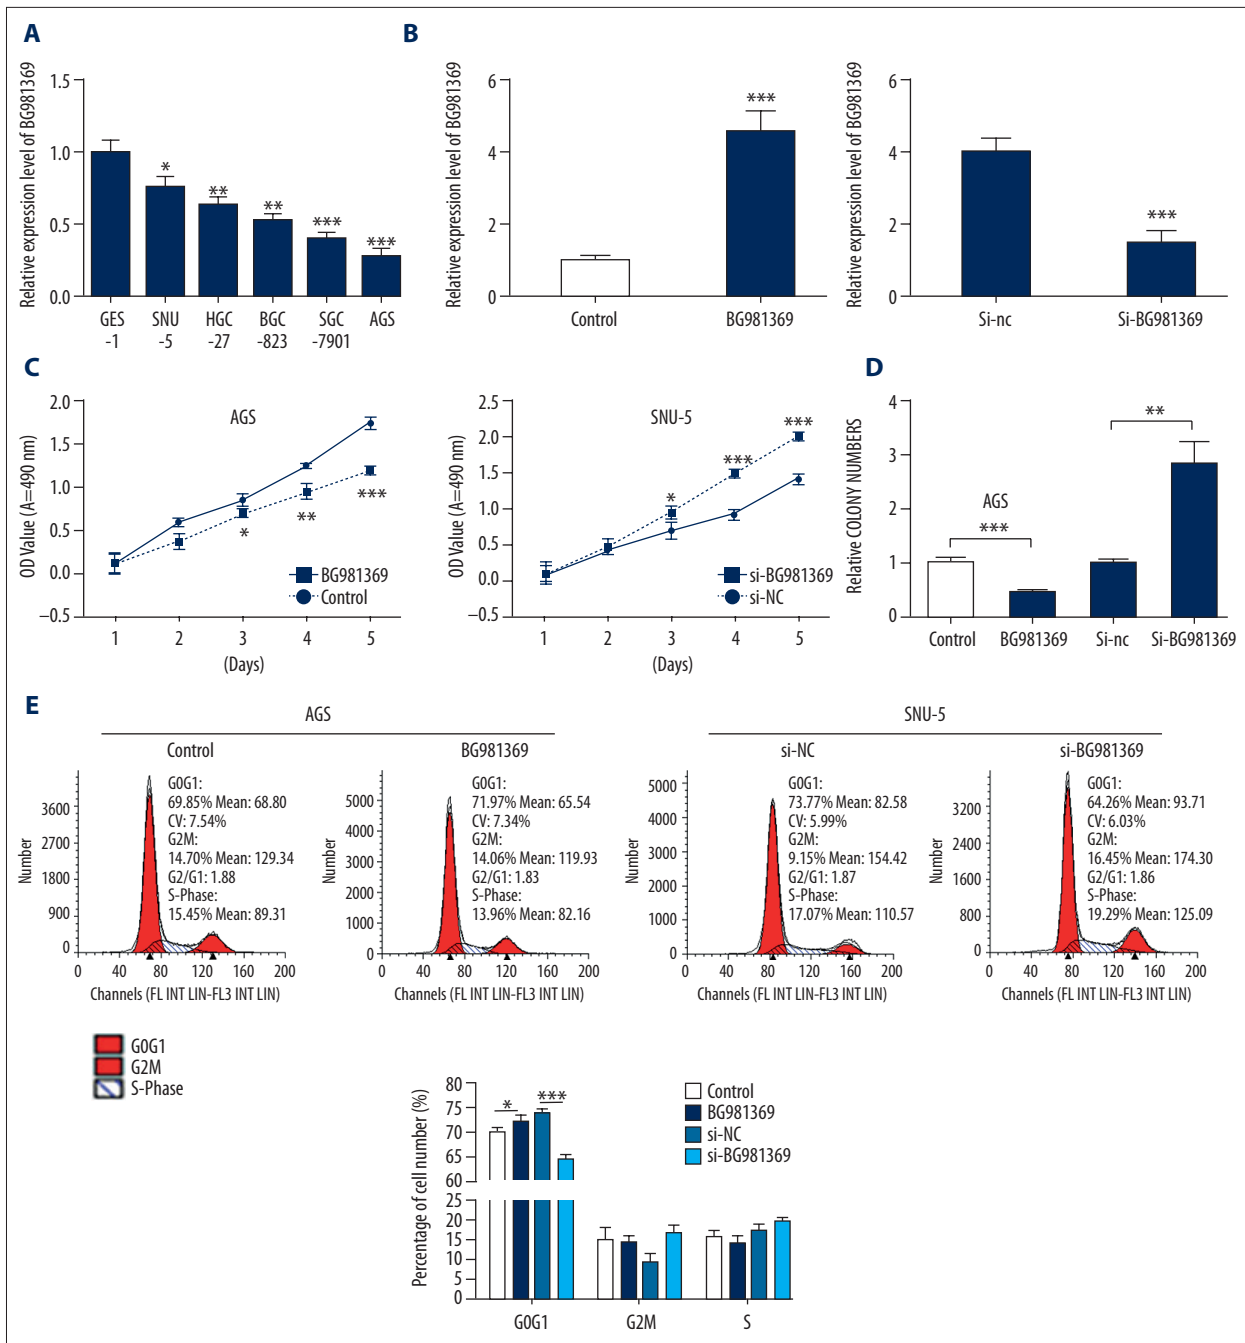 A
Relative expression level of BG981369
1.5
1.0
0.5
0.0
*
**
**
***
***
GES
-1
SNU
-5
HGC
-27
BGC
-823
SGC
-7901
AGS
B
Relative expression level of BG981369
6
4
2
0
***
Control
BG981369
Relative expression level of BG981369
6
4
2
0
***
Si-nc
Si-BG981369
C
OD Value (A=490 nm)
2.0
1.5
1.0
0.5
0.0
−0.5
AGS
*
**
***
BG981369
Control
1 2 3 4 5
(Days)
OD Value (A=490 nm)
2.5
2.0
1.5
1.0
0.5
0.0
−0.5
SNU-5
*
***
***
si-BG981369
si-NC
1 2 3 4 5
(Days)
D
Relative COLONY NUMBERS
4
3
2
1
0
AGS
***
**
Control
BG981369
Si-nc
Si-BG981369
E
AGS
SNU-5
Control
Number
3600
2700
1800
900
0
G0G1:
69.85% Mean: 68.80
CV: 7.54%
G2M:
14.70% Mean: 129.34
G2/G1: 1.88
S-Phase:
15.45% Mean: 89.31
0 40 80 120 160 200
Channels (FL INT LIN-FL3 INT LIN)
BG981369
Number
5000
4000
3000
2000
1000
0
G0G1:
71.97% Mean: 65.54
CV: 7.34%
G2M:
14.06% Mean: 119.93
G2/G1: 1.83
S-Phase:
13.96% Mean: 82.16
0 40 80 120 160 200
Channels (FL INT LIN-FL3 INT LIN)
si-NC
Number
5000
4000
3000
2000
1000
0
G0G1:
73.77% Mean: 82.58
CV: 5.99%
G2M:
9.15% Mean: 154.42
G2/G1: 1.87
S-Phase:
17.07% Mean: 110.57
0 40 80 120 160 200
Channels (FL INT LIN-FL3 INT LIN)
si-BG981369
Number
3200
2400
1600
800
0
G0G1:
64.26% Mean: 93.71
CV: 6.03%
G2M:
16.45% Mean: 174.30
G2/G1: 1.86
S-Phase:
19.29% Mean: 125.09
0 40 80 120 160 200
Channels (FL INT LIN-FL3 INT LIN)
G0G1
G2M
S-Phase
Percentage of cell number (%)
80
75
70
65
60
25
20
15
10
5
0
*
***
Control
BG981369
si-NC
si-BG981369
G0G1
G2M
S